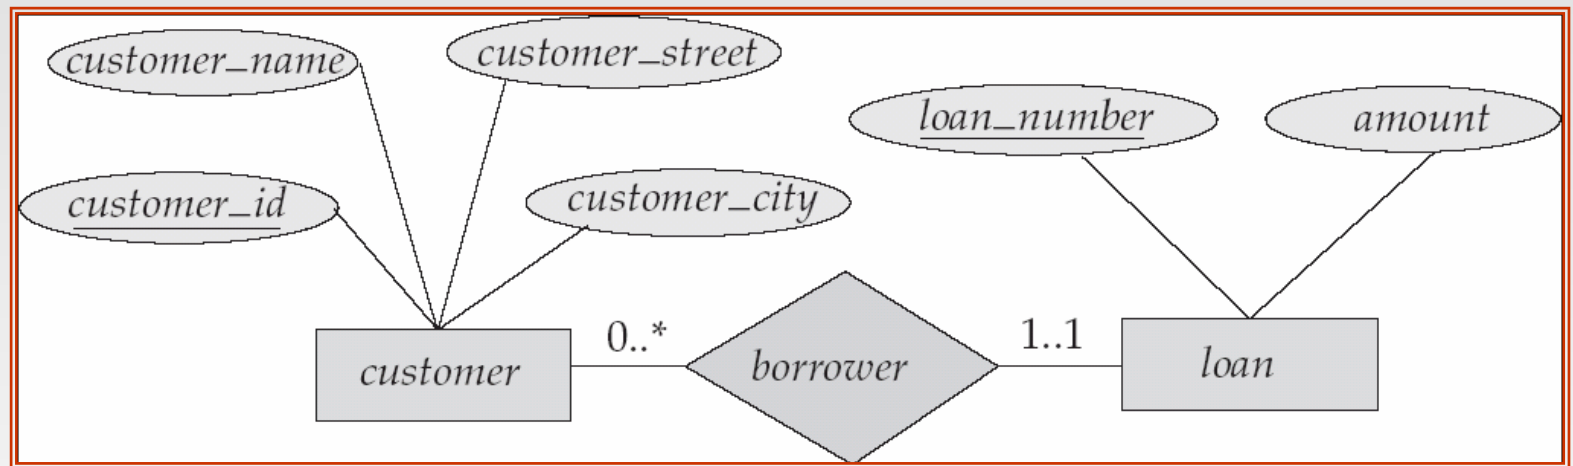 customer_name
customer_street
loan_number
amount
customer_id
customer_city
customer
0..*
borrower
1..1
loan